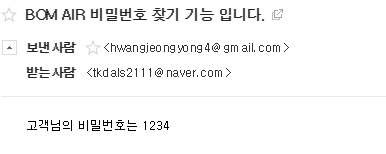 BOM AIR 비밀번호 찾기 기능 입니다.
보낸사람 <hwangjeongyong4@gmail.com>
받는사람 <tkdals2111@naver.com>
고객님의 비밀번호는 1234